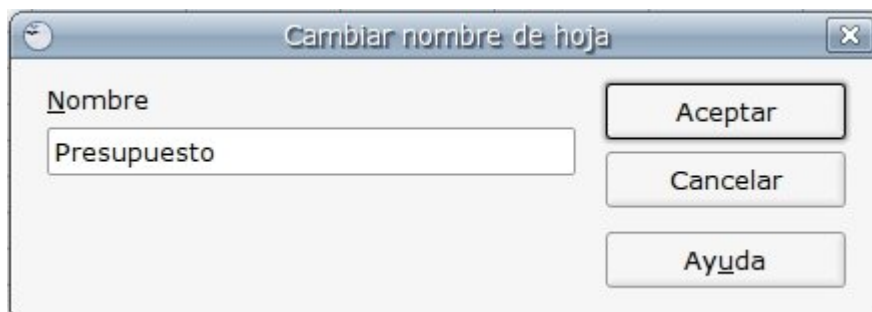 Cambiar nombre de hoja
Nombre
Presupuesto
Aceptar
Cancelar
Ayuda